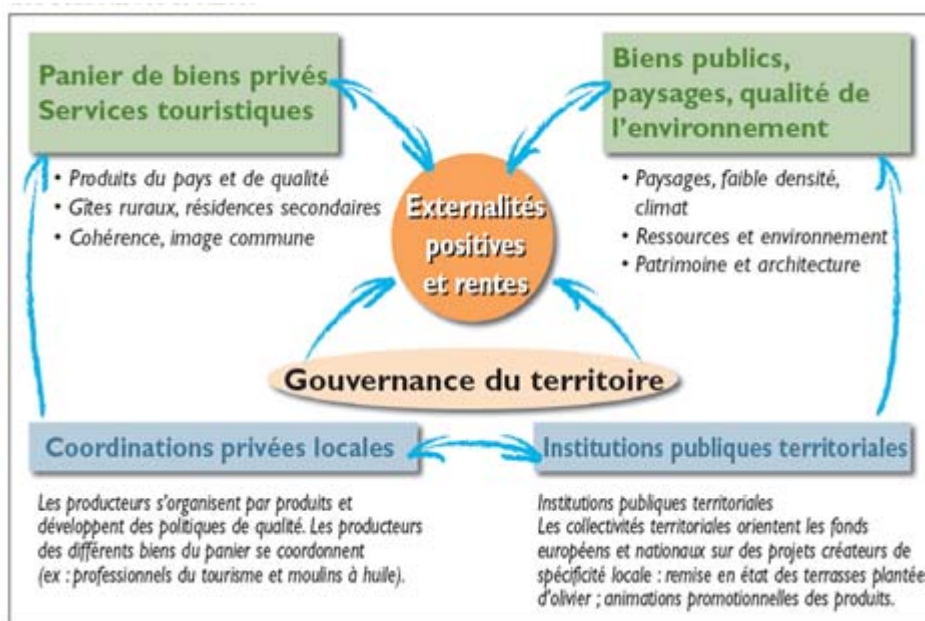 Panier de biens privés
Services touristiques
• Produits du pays et de qualité
• Gîtes ruraux, résidences secondaires
• Cohérence, image commune
Biens publics,
paysages, qualité de
l'environnement
• Paysages, faible densité,
climat
• Ressources et environnement
• Patrimoine et architecture
Externalités
positives
et rentes
Gouvernance du territoire
Coordinations privées locales
Les producteurs s'organisent par produits et
développent des politiques de qualité. Les producteurs
des différents biens du panier se coordonnent
(ex : professionnels du tourisme et moulins à huile).
Institutions publiques territoriales
Institutions publiques territoriales
Les collectivités territoriales orientent les fonds
européens et nationaux sur des projets créateurs de
spécificité locale : remise en état des terrasses plantée
d'olivier ; animations promotionnelles des produits.